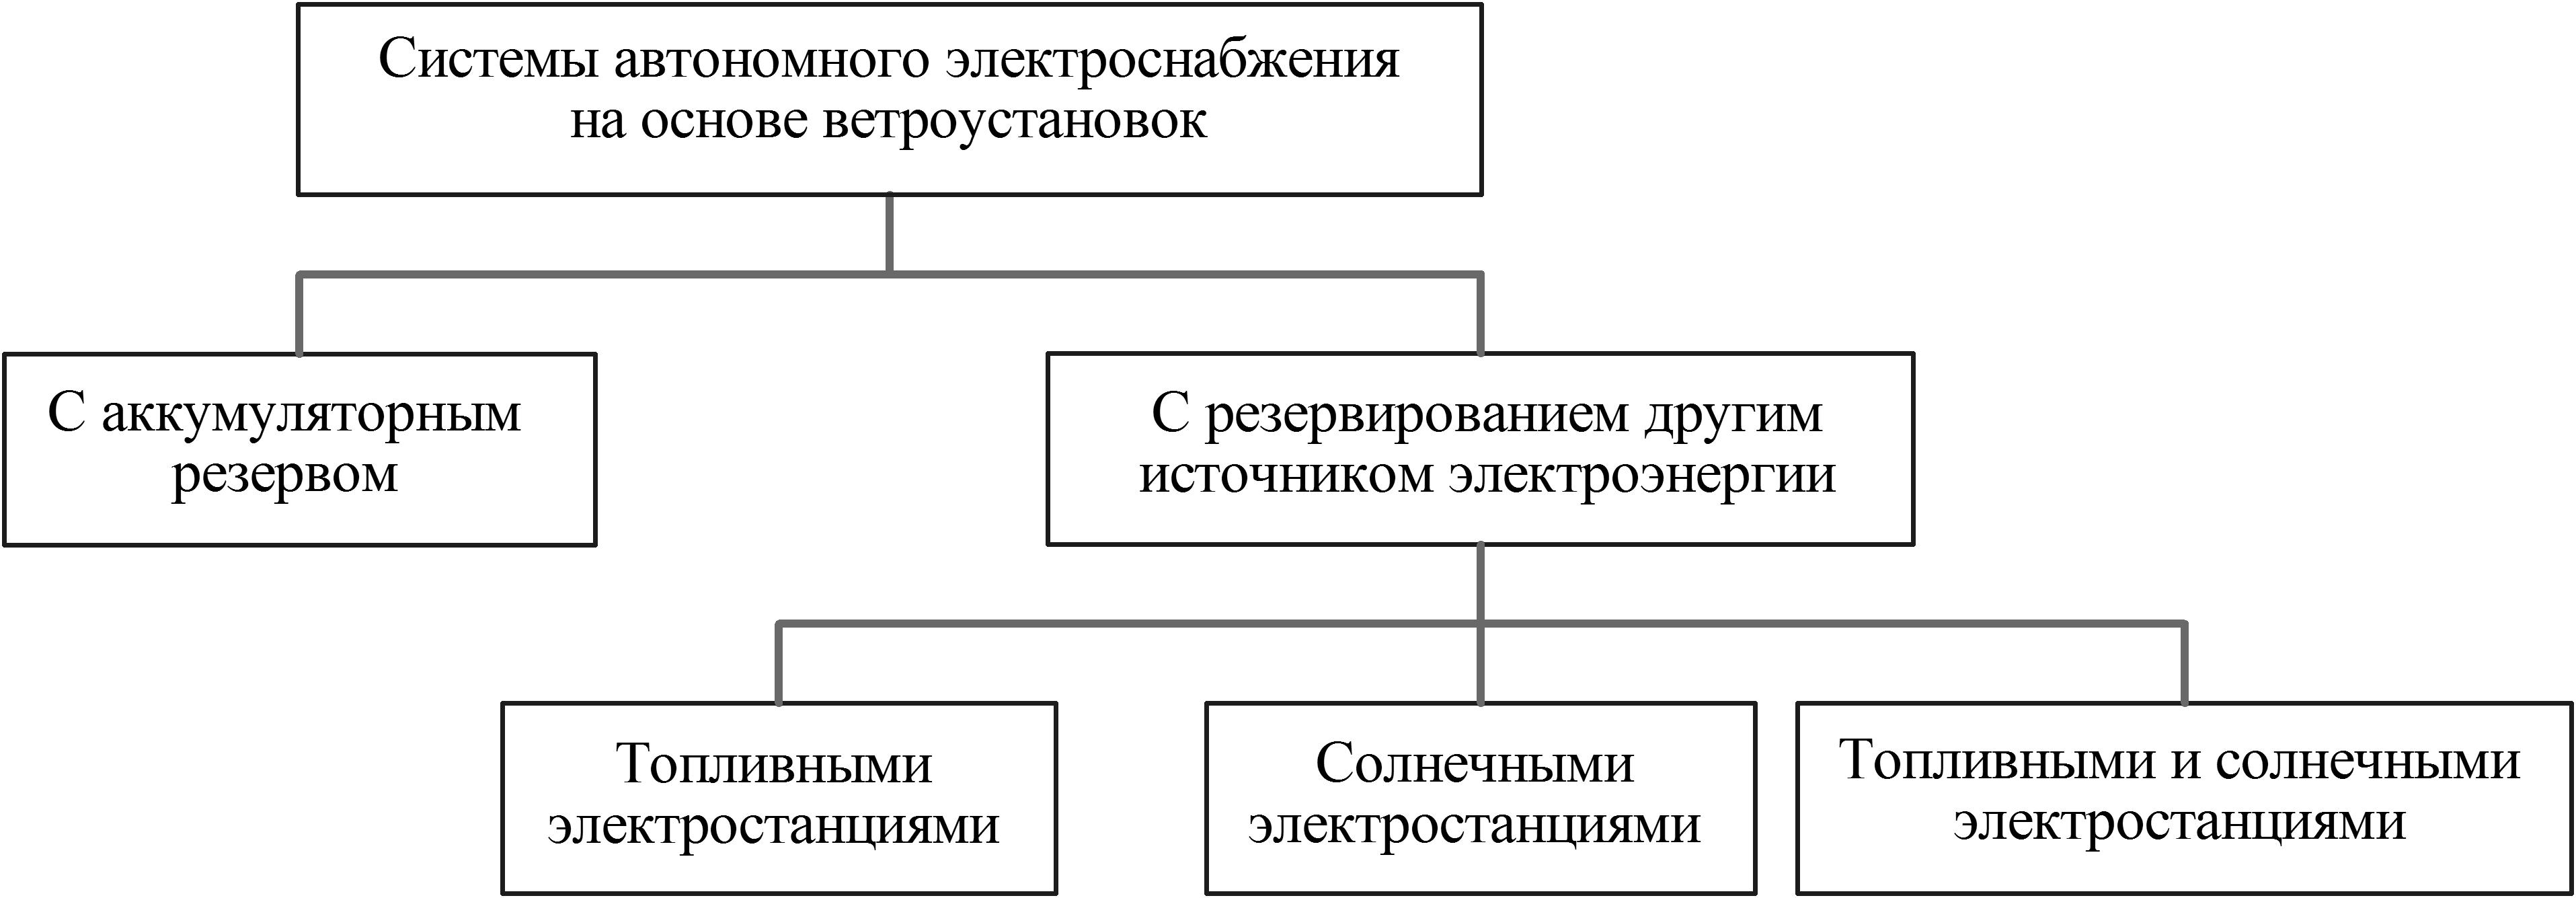 Системы автономного электроснабжения
на основе ветроустановок
С аккумуляторным
резервом
С резервированием другим
источником электроэнергии
Топливными
электростанциями
Солнечными
электростанциями
Топливными и солнечными
электростанциями